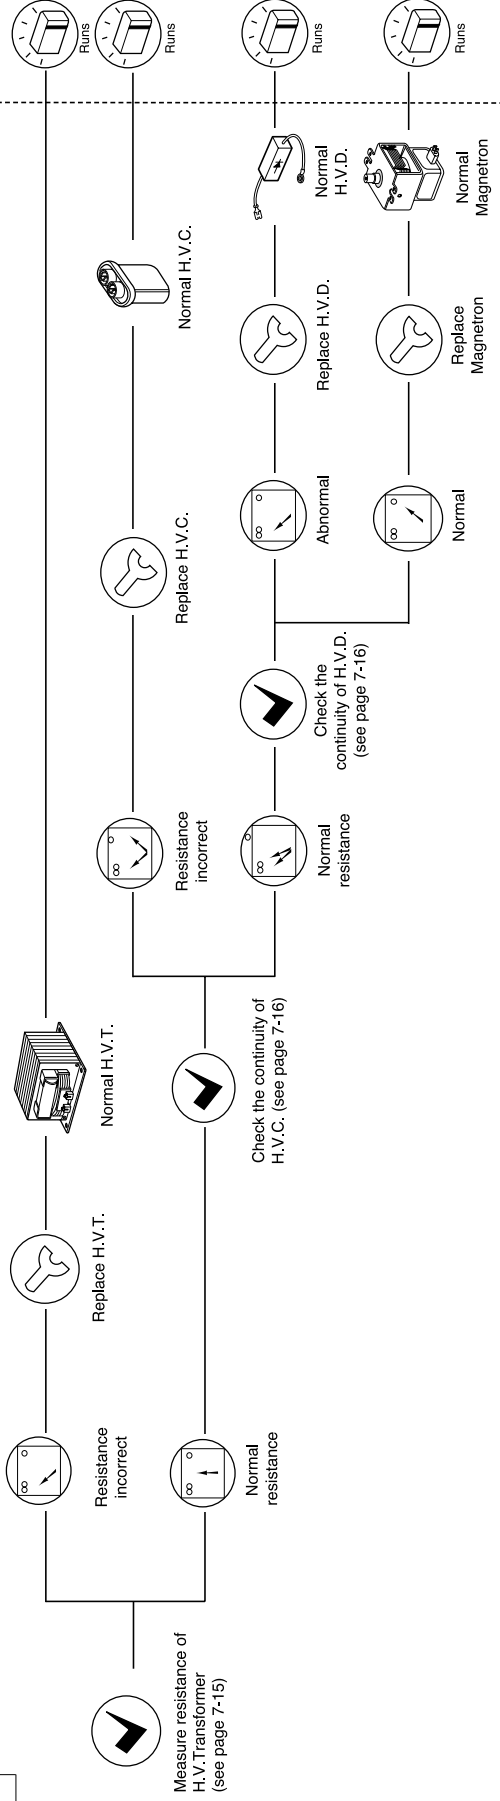 Measure resistance of
H.V.Transformer
(see page 7-15)
Resistance
incorrect
Replace H.V.T.
Normal H.V.T.
Runs
Normal
resistance
Check the continuity of
H.V.C. (see page 7-16)
Resistance
incorrect
Replace H.V.C.
Normal H.V.C.
Runs
Normal
resistance
Check the
continuity of H.V.D.
(see page 7-16)
Abnormal
Replace H.V.D.
Normal
H.V.D.
Runs
Normal
Replace
Magnetron
Normal
Magnetron
Runs